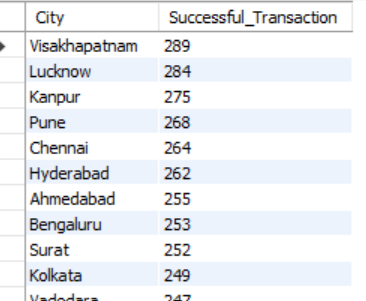 City Successful_Transaction
Visakhapatnam 289
Lucknow 284
Kanpur 275
Pune 268
Chennai 264
Hyderabad 262
Ahmedabad 255
Bengaluru 253
Surat 252
Kolkata 249
Vadodara 247